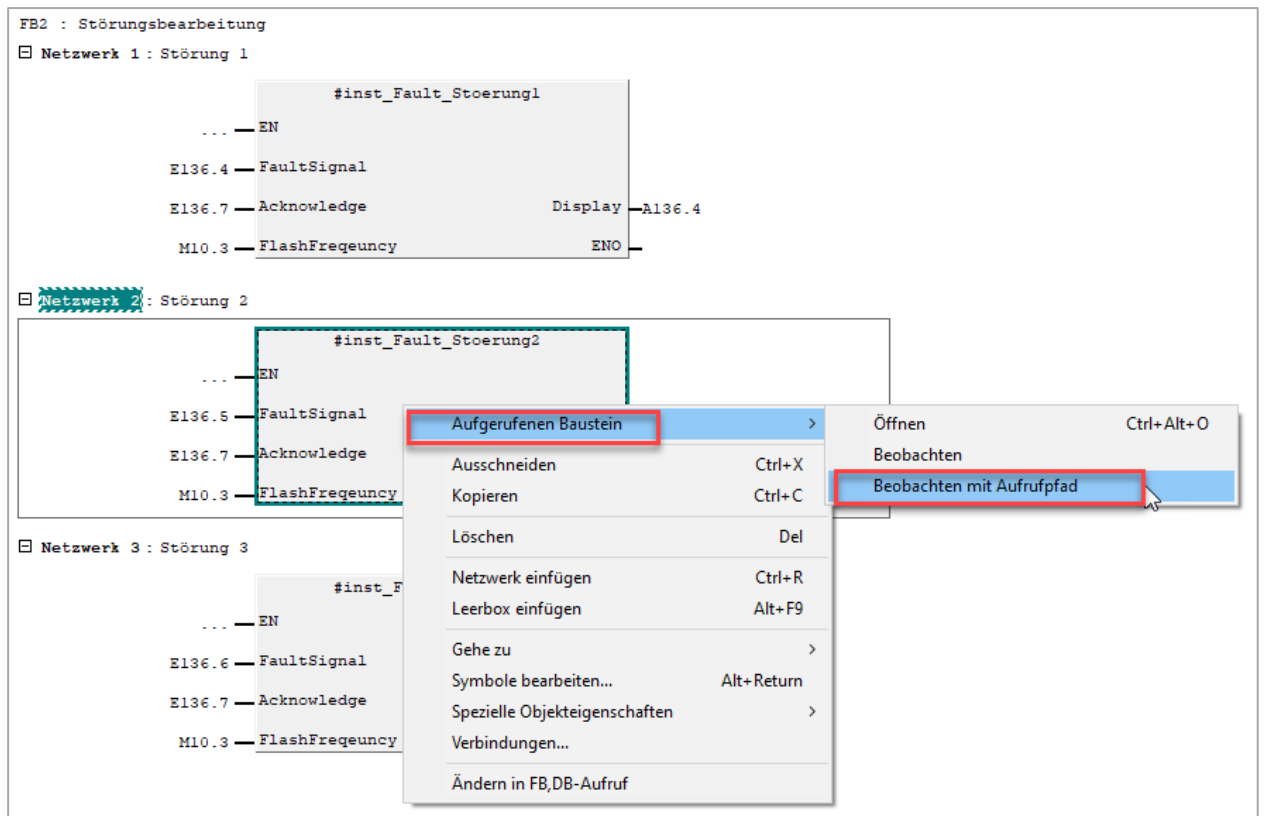 FB2 : Störungsbearbeitung
Netzwerk 1 : Störung 1
#inst_Fault_Stoerung1
... EN
E136.4 FaultSignal
E136.7 Acknowledge Display A136.4
M10.3 FlashFreqeuncy ENO
Netzwerk 2 : Störung 2
#inst_Fault_Stoerung2
... EN
E136.5 FaultSignal
E136.7 Acknowledge
M10.3 FlashFreqeuncy
Aufgerufenen Baustein >
Ausschneiden Ctrl+X
Kopieren Ctrl+C
Löschen Del
Netzwerk einfügen Ctrl+R
Leerbox einfügen Alt+F9
Gehe zu >
Symbole bearbeiten... Alt+Return
Spezielle Objekteigenschaften >
Verbindungen...
Ändern in FB,DB-Aufruf
Öffnen Ctrl+Alt+O
Beobachten
Beobachten mit Aufrufpfad
Netzwerk 3 : Störung 3
#inst_F
... EN
E136.6 FaultSignal
E136.7 Acknowledge
M10.3 FlashFreqeuncy